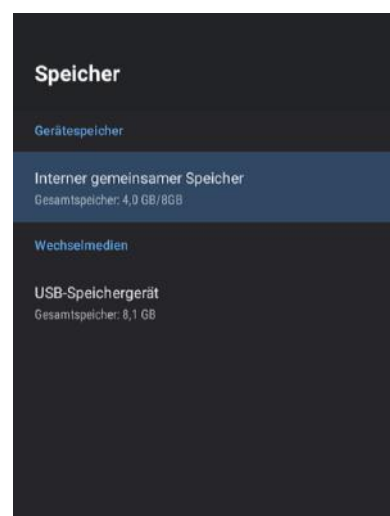 Speicher
Gerätespeicher
Interner gemeinsamer Speicher
Gesamtspeicher: 4,0 GB/8GB
Wechselmedien
USB-Speichergerät
Gesamtspeicher: 8,1 GB